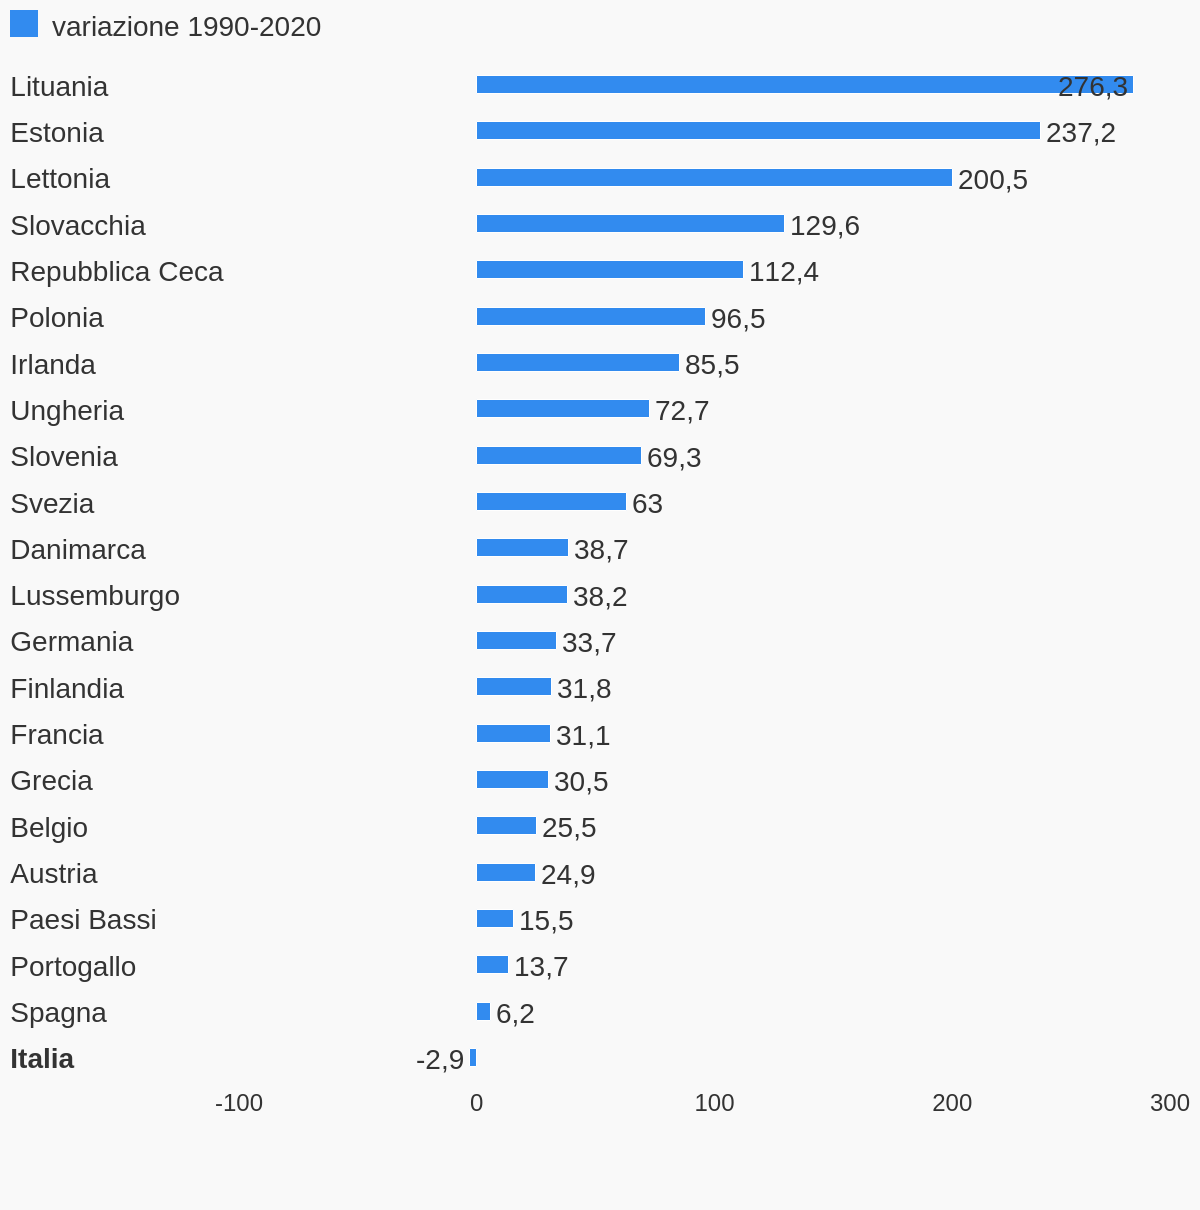 variazione 1990-2020
Lituania 276,3
Estonia 237,2
Lettonia 200,5
Slovacchia 129,6
Repubblica Ceca 112,4
Polonia 96,5
Irlanda 85,5
Ungheria 72,7
Slovenia 69,3
Svezia 63
Danimarca 38,7
Lussemburgo 38,2
Germania 33,7
Finlandia 31,8
Francia 31,1
Grecia 30,5
Belgio 25,5
Austria 24,9
Paesi Bassi 15,5
Portogallo 13,7
Spagna 6,2
Italia -2,9
-100 0 100 200 300